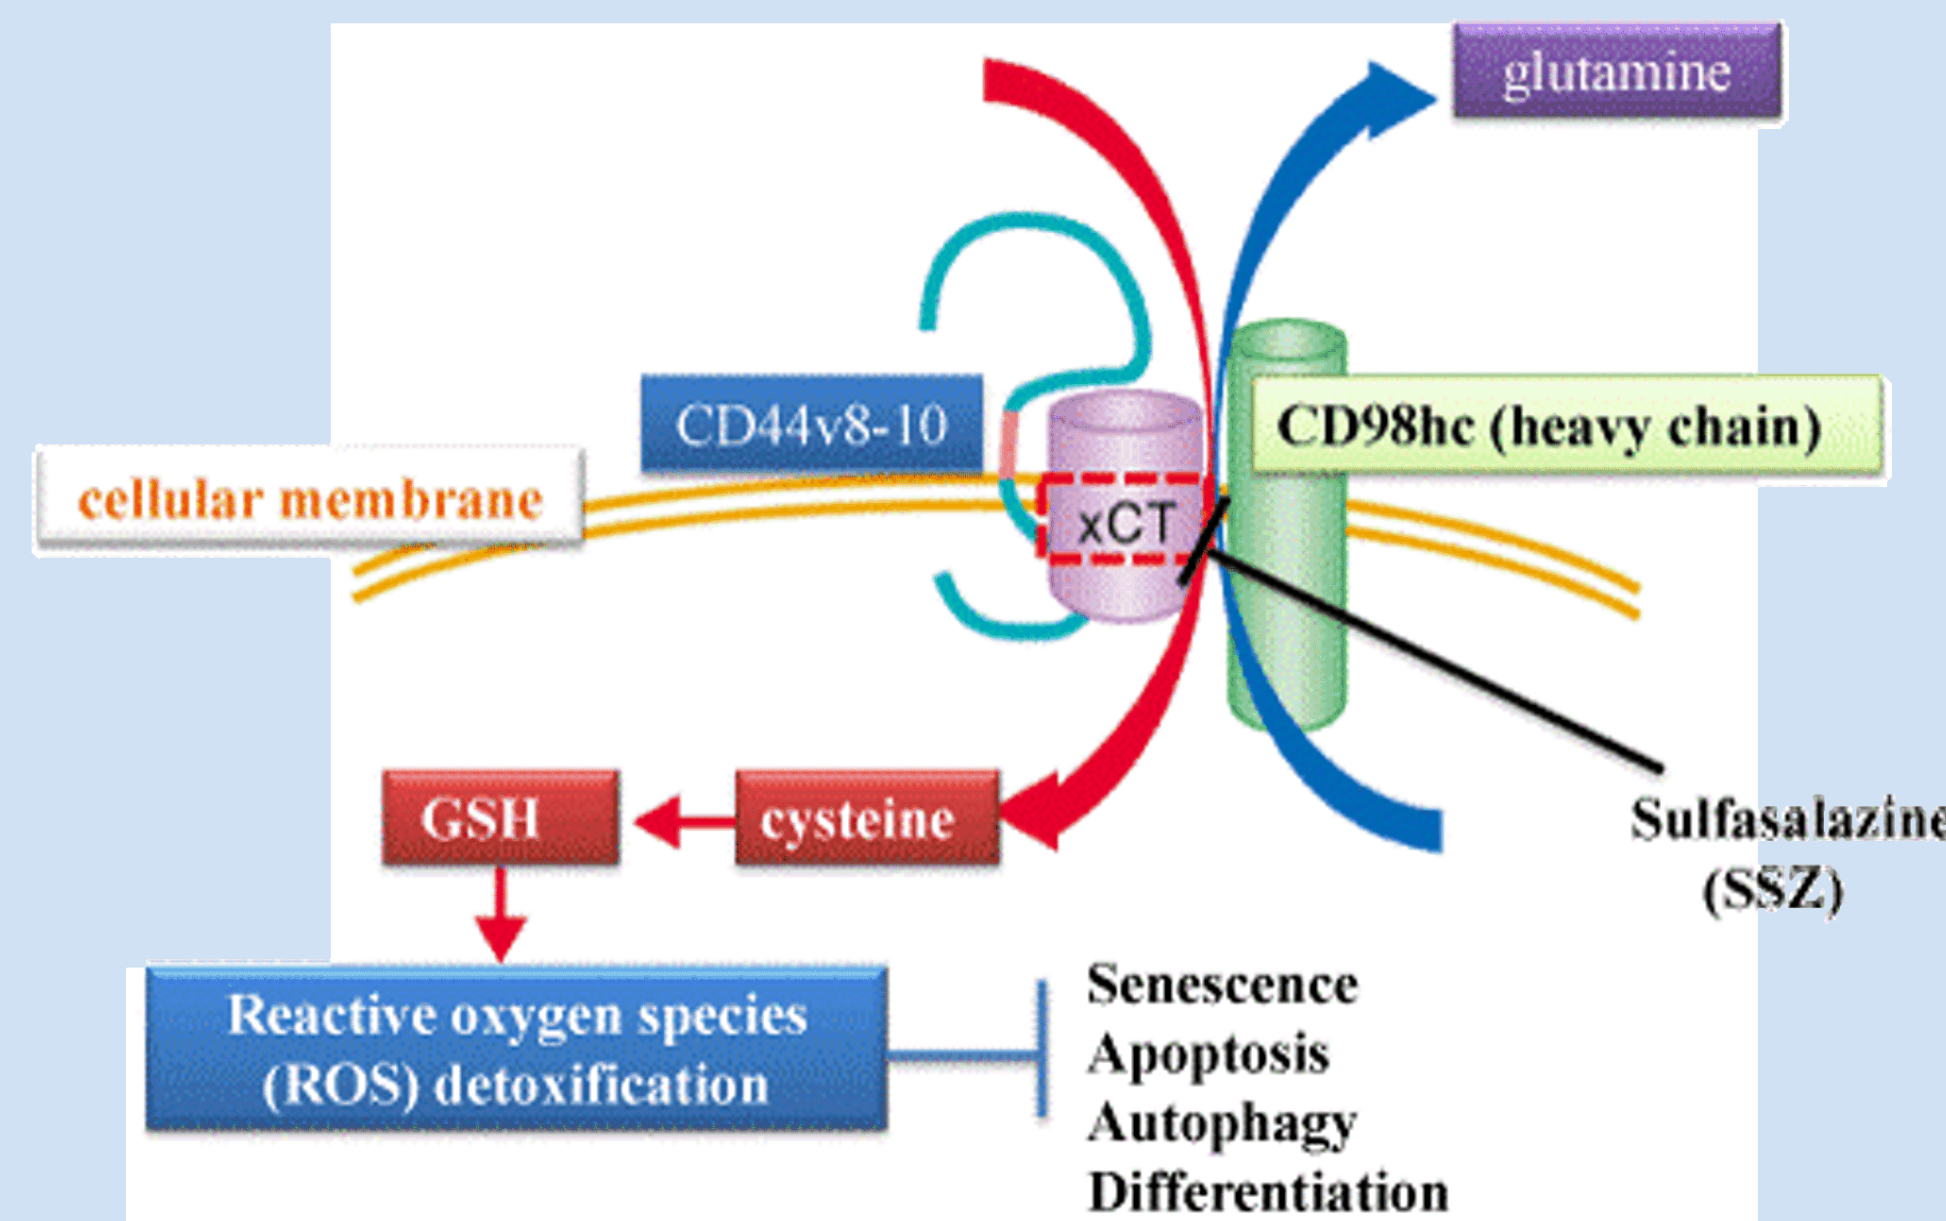 glutamine
CD44v8-10
CD98hc (heavy chain)
cellular membrane
xCT
GSH
cysteine
Sulfasalazine
(SSZ)
Reactive oxygen species
(ROS) detoxification
Senescence
Apoptosis
Autophagy
Differentiation